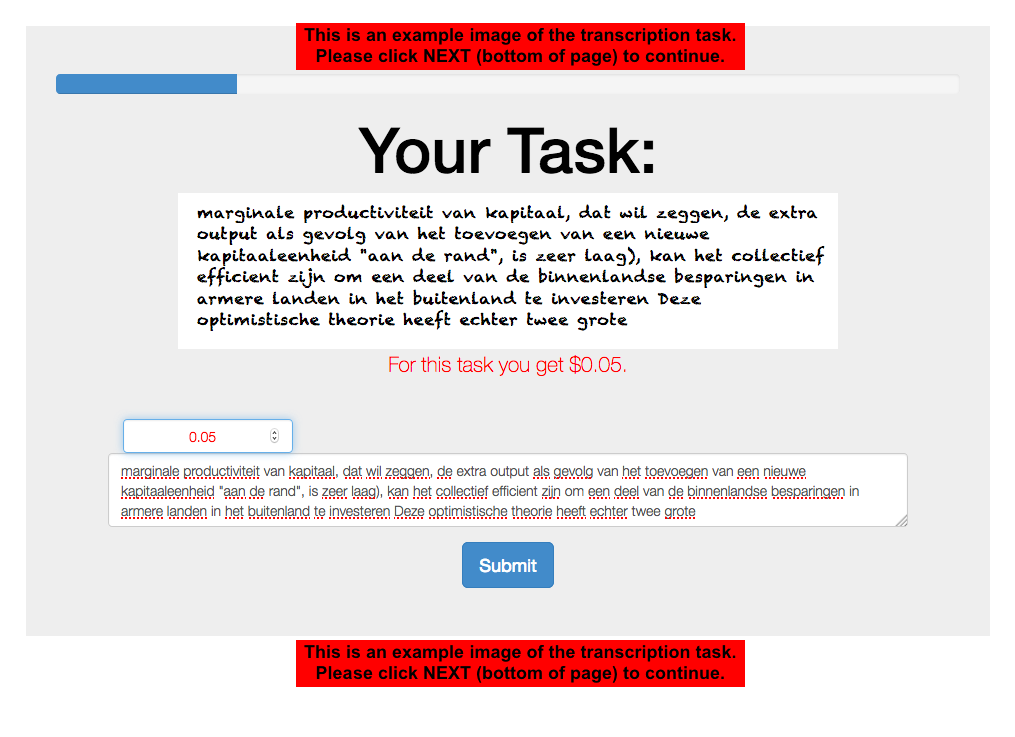 This is an example image of the transcription task.
Please click NEXT (bottom of page) to continue.
Your Task:
marginale productiviteit van kapitaal, dat wil zeggen, de extra
output als gevolg van het toevoegen van een nieuwe
kapitaaleenheid "aan de rand", is zeer laag), kan het collectief
efficient zijn om een deel van de binnenlandse besparingen in
armere landen in het buitenland te investeren Deze
optimistische theorie heeft echter twee grote
For this task you get $0.05.
0.05
marginale productiviteit van kapitaal, dat wil zeggen, de extra output als gevolg van het toevoegen van een nieuwe
kapitaaleenheid "aan de rand", is zeer laag), kan het collectief efficient zijn om een deel van de binnenlandse besparingen in
armere landen in het buitenland te investeren Deze optimistische theorie heeft echter twee grote
Submit
This is an example image of the transcription task.
Please click NEXT (bottom of page) to continue.